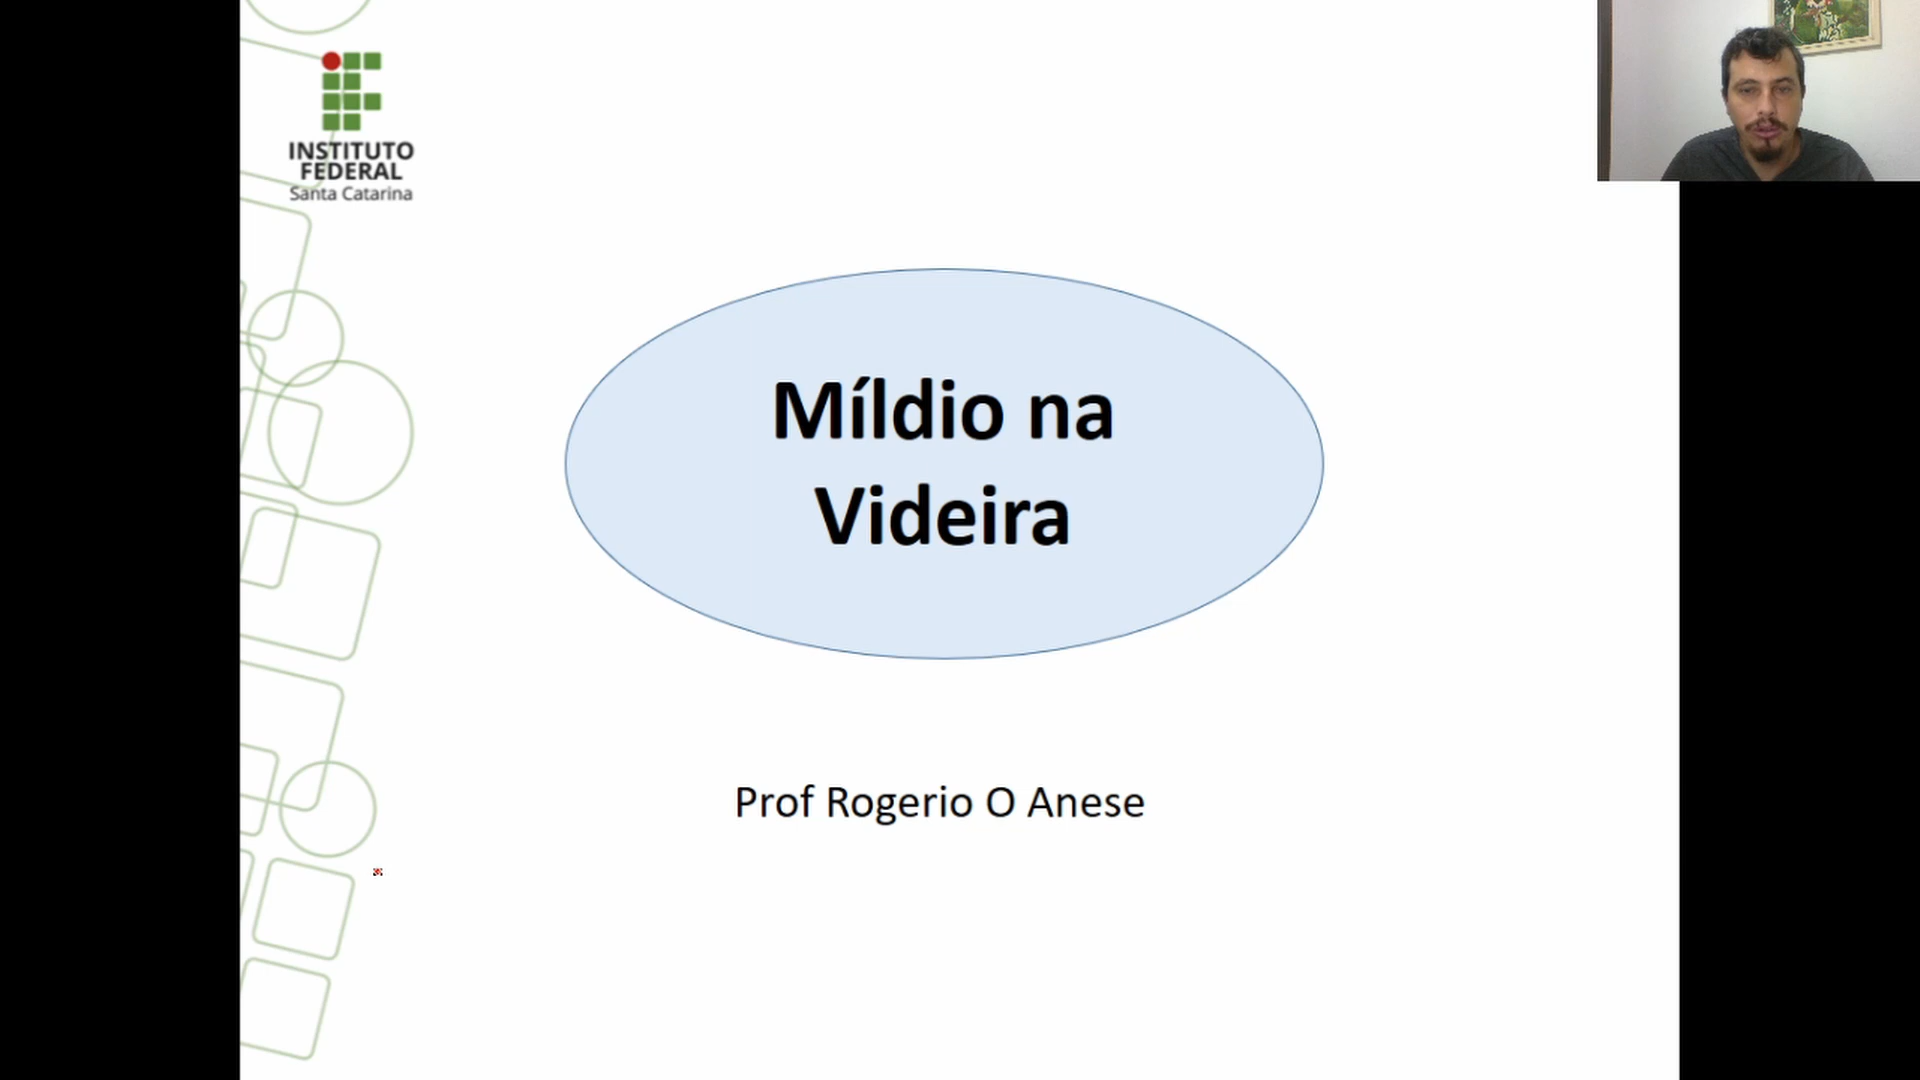 INSTITUTO
FEDERAL
Santa Catarina
Míldio na
Videira
Prof Rogerio O Anese